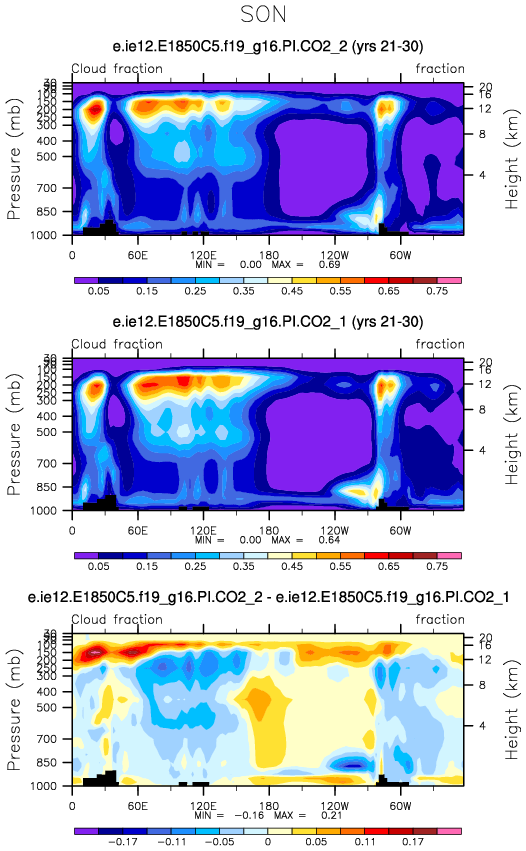 SON
e.ie12.E1850C5.f19_g16.PI.CO2_2 (yrs 21-30)
Cloud fraction fraction
Pressure (mb)
30
100
150
200
250
300
400
500
700
850
1000
20
16
12
8
4
Height (km)
0 60E 120E 180 120W 60W
MIN = 0.00 MAX = 0.69
0.05 0.15 0.25 0.35 0.45 0.55 0.65 0.75
e.ie12.E1850C5.f19_g16.PI.CO2_1 (yrs 21-30)
Cloud fraction fraction
Pressure (mb)
30
100
150
200
250
300
400
500
700
850
1000
20
16
12
8
4
Height (km)
0 60E 120E 180 120W 60W
MIN = 0.00 MAX = 0.64
0.05 0.15 0.25 0.35 0.45 0.55 0.65 0.75
e.ie12.E1850C5.f19_g16.PI.CO2_2 - e.ie12.E1850C5.f19_g16.PI.CO2_1
Cloud fraction fraction
Pressure (mb)
30
100
150
200
250
300
400
500
700
850
1000
20
16
12
8
4
Height (km)
0 60E 120E 180 120W 60W
MIN = -0.16 MAX = 0.21
-0.17 -0.11 -0.05 0 0.05 0.11 0.17